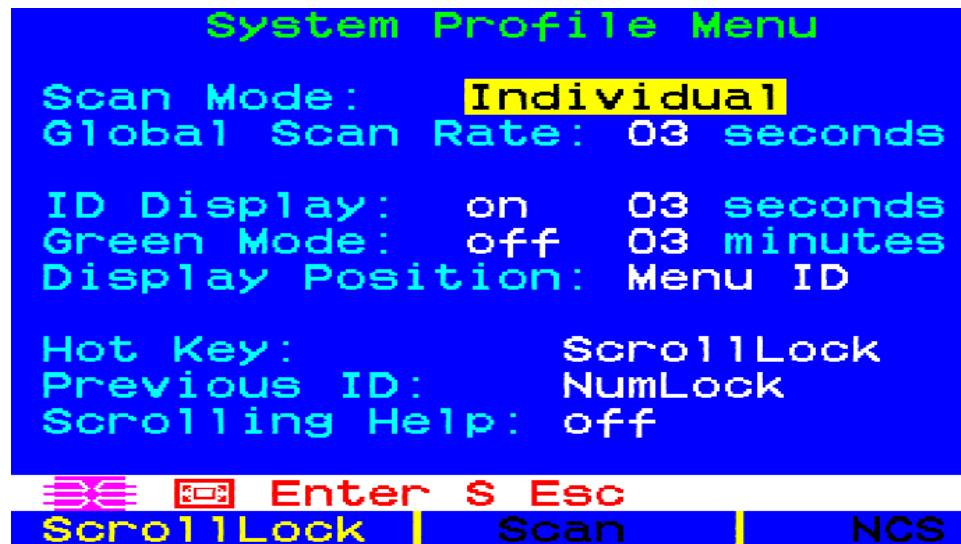 System Profile Menu
Scan Mode: Individual
Global Scan Rate: 03 seconds
ID Display: on 03 seconds
Green Mode: off 03 minutes
Display Position: Menu ID
Hot Key: ScrollLock
Previous ID: NumLock
Scrolling Help: off
Enter S Esc
ScrollLock Scan NCS